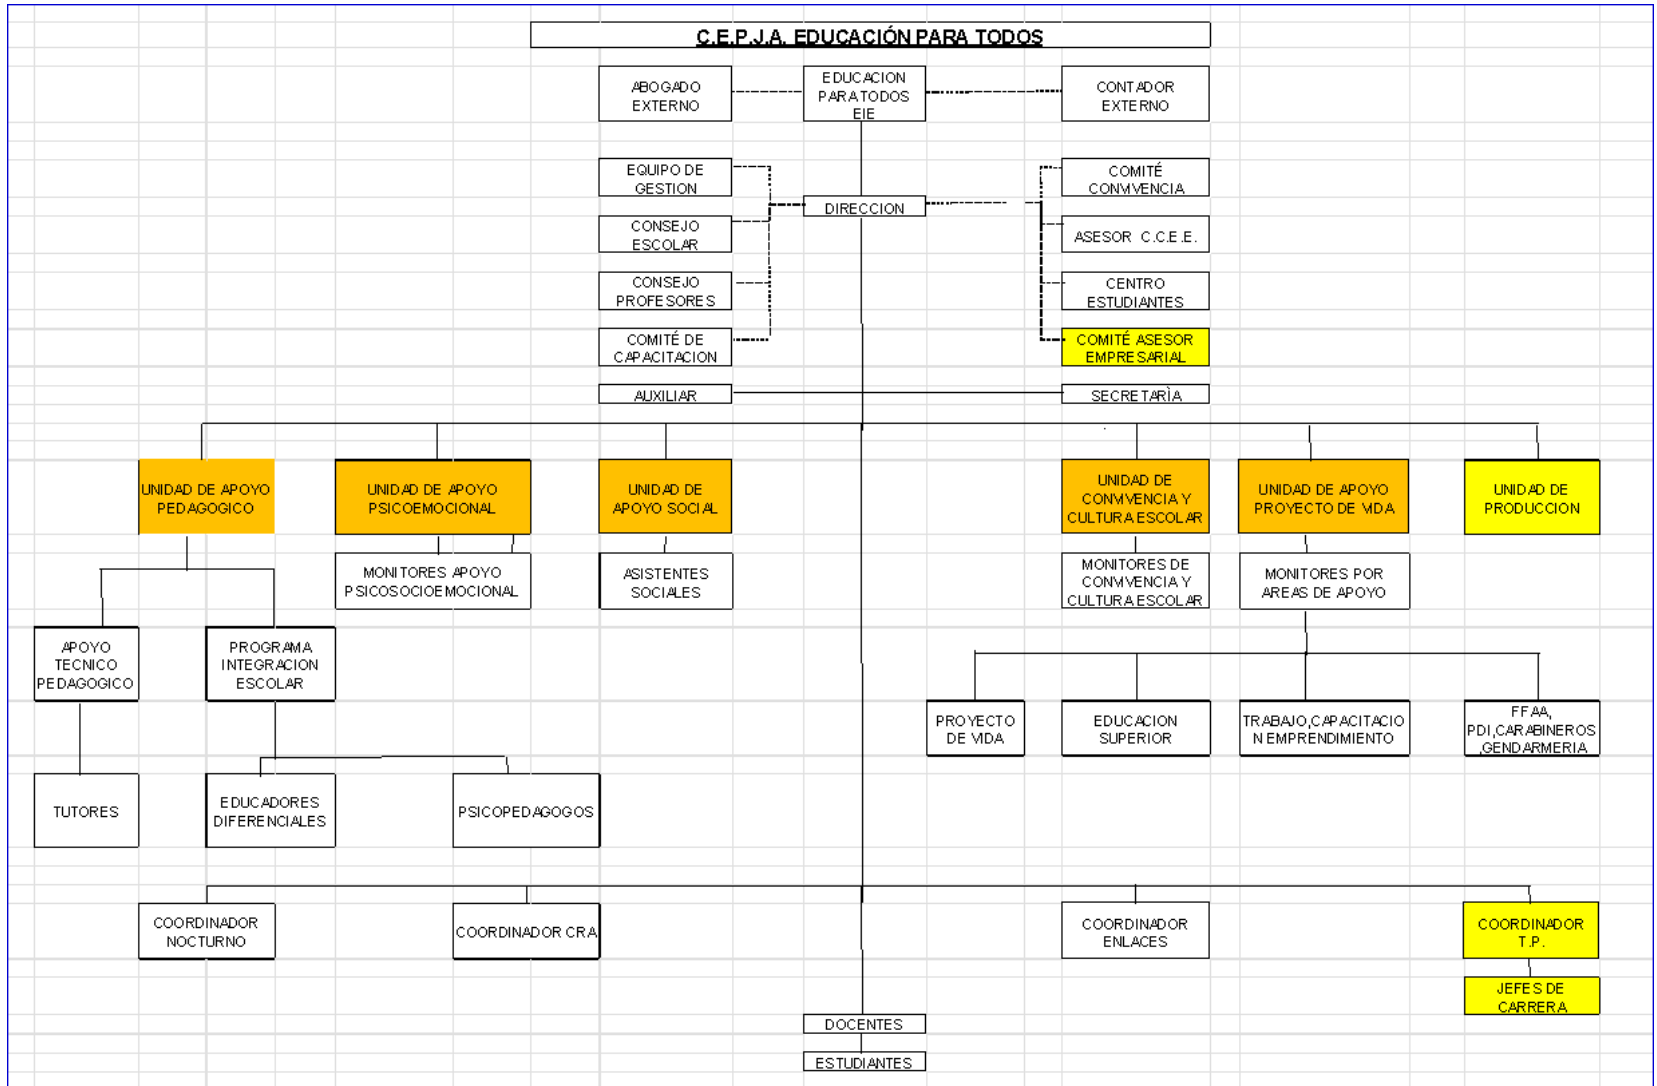 C.E.P.J.A. EDUCACIÓN PARA TODOS
ABOGADO
EXTERNO
EDUCACION
PARA TODOS
EIE
CONTADOR
EXTERNO
EQUIPO DE
GESTION
COMITÉ
CONVIVENCIA
DIRECCION
CONSEJO
ESCOLAR
ASESOR C.C.E.E.
CONSEJO
PROFESORES
CENTRO
ESTUDIANTES
COMITÉ DE
CAPACITACION
COMITÉ ASESOR
EMPRESARIAL
AUXILIAR
SECRETARÌA
UNIDAD DE APOYO
PEDAGOGICO
UNIDAD DE APOYO
PSICOEMOCIONAL
UNIDAD DE
APOYO SOCIAL
UNIDAD DE
CONVIVENCIA Y
CULTURA ESCOLAR
UNIDAD DE APOYO
PROYECTO DE VIDA
UNIDAD DE
PRODUCCION
MONITORES APOYO
PSICOSOCIOEMOCIONAL
ASISTENTES
SOCIALES
MONITORES DE
CONVIVENCIA Y
CULTURA ESCOLAR
MONITORES POR
AREAS DE APOYO
APOYO
TECNICO
PEDAGOGICO
PROGRAMA
INTEGRACION
ESCOLAR
PROYECTO
DE VIDA
EDUCACION
SUPERIOR
TRABAJO,CAPACITACIO
N EMPRENDIMIENTO
FFAA,
PDI,CARABINEROS
,GENDARMERIA
TUTORES
EDUCADORES
DIFERENCIALES
PSICOPEDAGOGOS
COORDINADOR
NOCTURNO
COORDINADOR CRA
COORDINADOR
ENLACES
COORDINADOR
T.P.
JEFES DE
CARRERA
DOCENTES
ESTUDIANTES